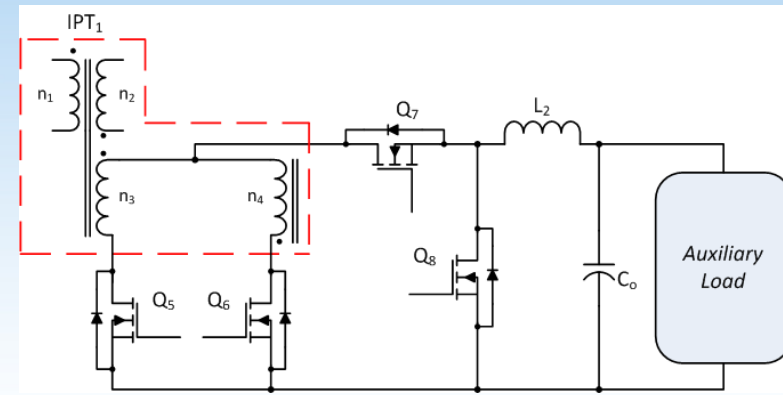 IPT₁
n₁
n₂
Q₇
L₂
n₃
n₄
Q₈
Cₒ
Auxiliary
Load
Q₅
Q₆